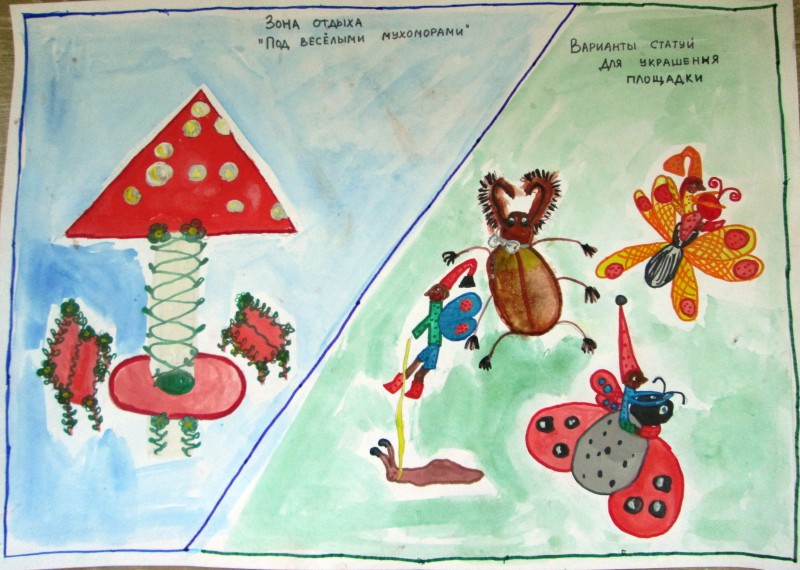 Зона отдыха
"Под весёлыми мухоморами"
Варианты статуй
для украшения
площадки